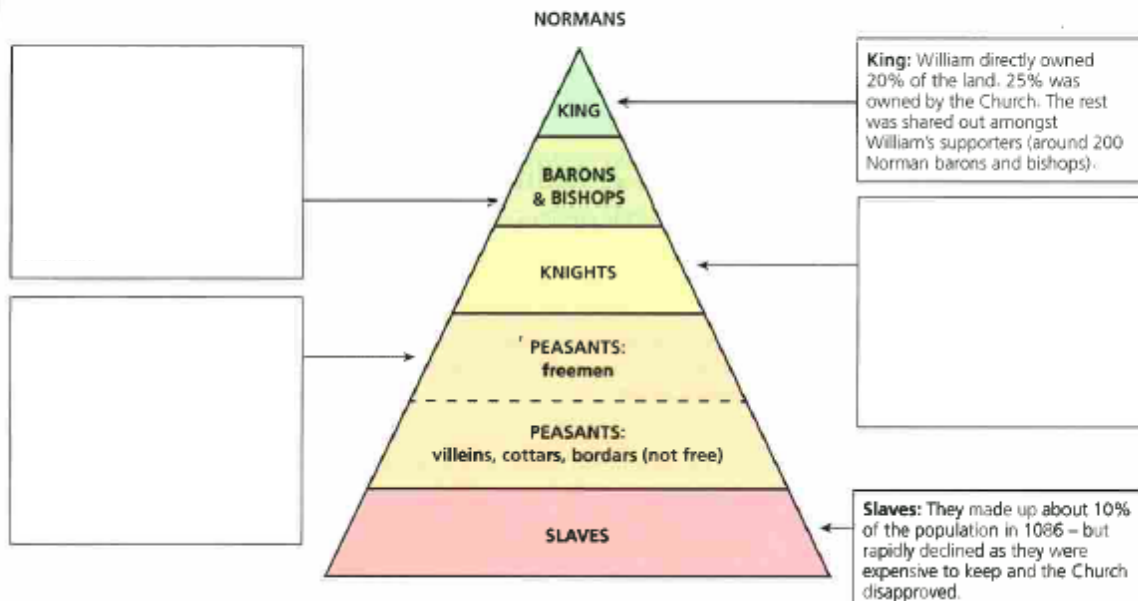 NORMANS
King: William directly owned
20% of the land. 25% was
owned by the Church. The rest
was shared out amongst
William's supporters (around 200
Norman barons and bishops).
KING
BARONS
& BISHOPS
KNIGHTS
PEASANTS:
freemen
PEASANTS:
villeins, cottars, bordars (not free)
SLAVES
Slaves: They made up about 10%
of the population in 1086 – but
rapidly declined as they were
expensive to keep and the Church
disapproved.